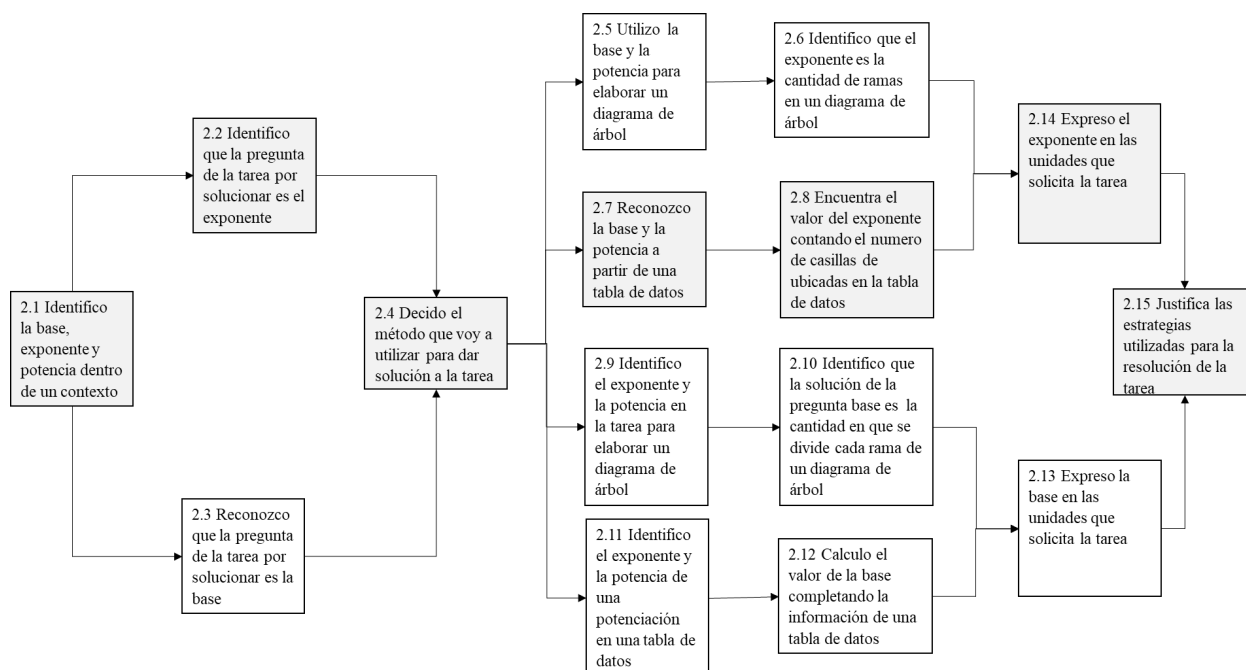 2.1 Identifico
la base,
exponente y
potencia dentro
de un contexto
2.2 Identifico
que la pregunta
de la tarea por
solucionar es el
exponente
2.3 Reconozco
que la pregunta
de la tarea por
solucionar es la
base
2.4 Decido el
método que voy a
utilizar para dar
solución a la tarea
2.5 Utilizo la
base y la
potencia para
elaborar un
diagrama de
árbol
2.6 Identifico que el
exponente es la
cantidad de ramas
en un diagrama de
árbol
2.7 Reconozco
la base y la
potencia a
partir de una
tabla de datos
2.8 Encuentra el
valor del exponente
contando el numero
de casillas de
ubicadas en la tabla
de datos
2.9 Identifico
el exponente y
la potencia en
la tarea para
elaborar un
diagrama de
árbol
2.10 Identifico que
la solución de la
pregunta base es la
cantidad en que se
divide cada rama de
un diagrama de
árbol
2.11 Identifico
el exponente y
la potencia de
una
potenciación
en una tabla de
datos
2.12 Calculo el
valor de la base
completando la
información de una
tabla de datos
2.14 Expreso el
exponente en las
unidades que
solicita la tarea
2.13 Expreso la
base en las
unidades que
solicita la tarea
2.15 Justifica las
estrategias
utilizadas para la
resolución de la
tarea